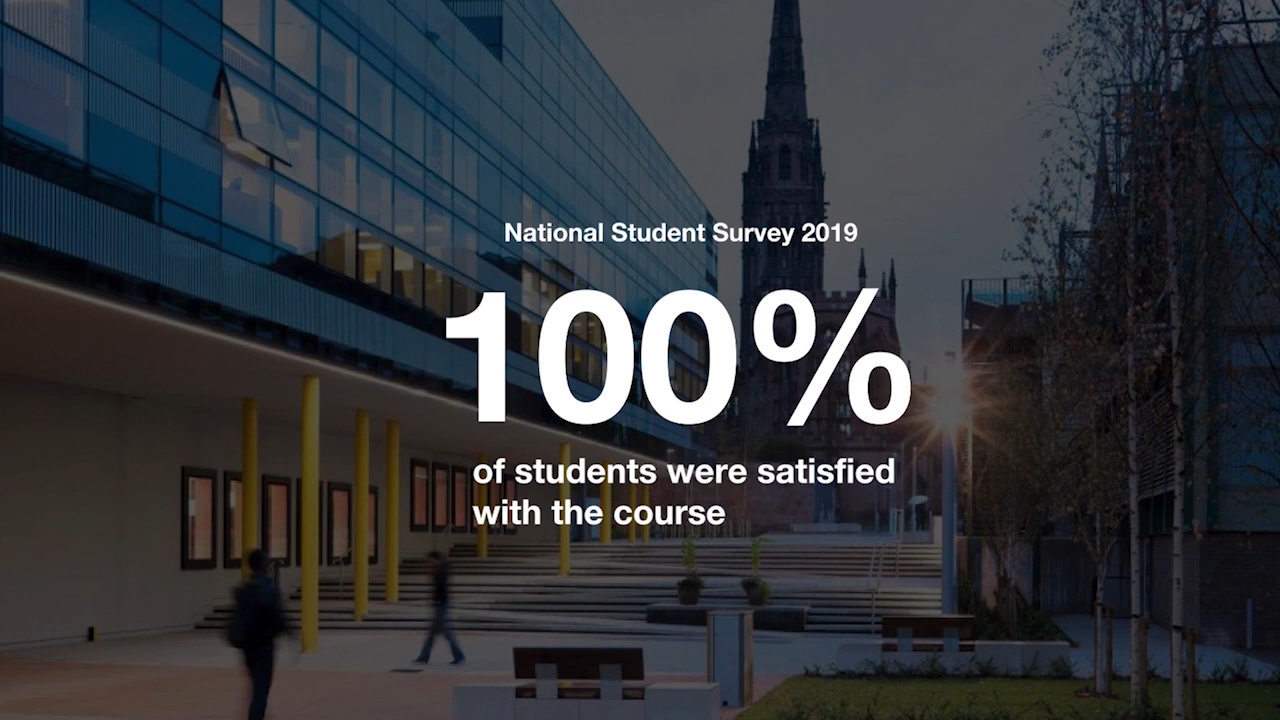 National Student Survey 2019
100%
of students were satisfied
with the course